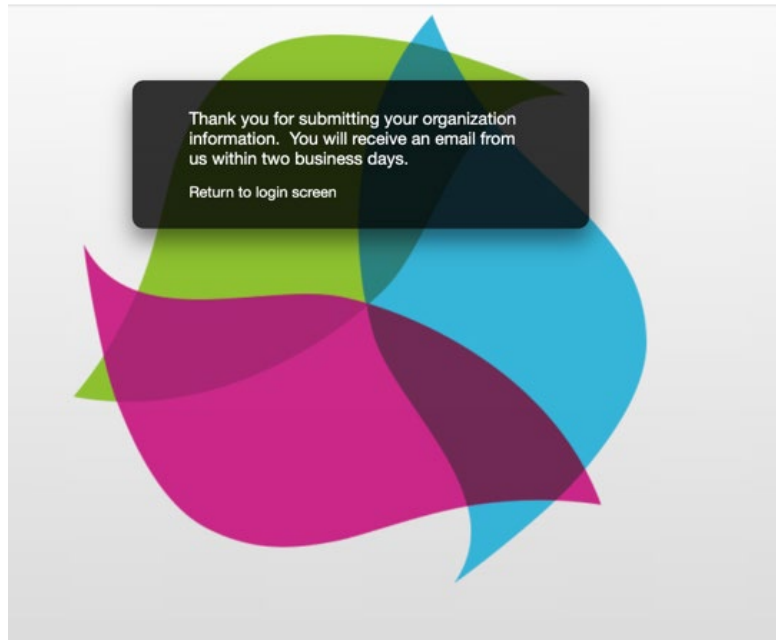 Thank you for submitting your organization
information.  You will receive an email from
us within two business days.
Return to login screen